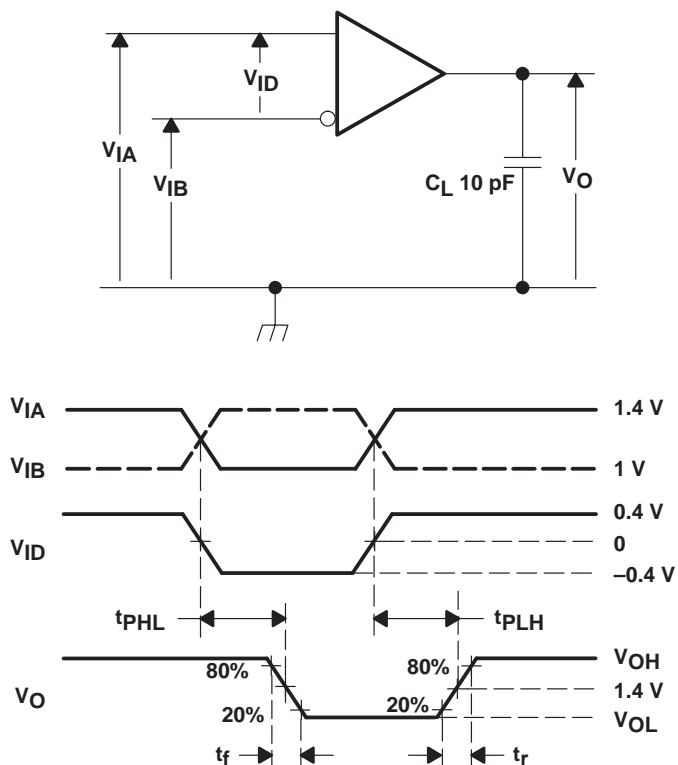 VID
VIA
VIB
CL 10 pF
VO
VIA
1.4 V
VIB
1 V
VID
0.4 V
0
–0.4 V
tPHL
tPLH
VO
80%
80%
VOH
1.4 V
20%
20%
VOL
tf
tr